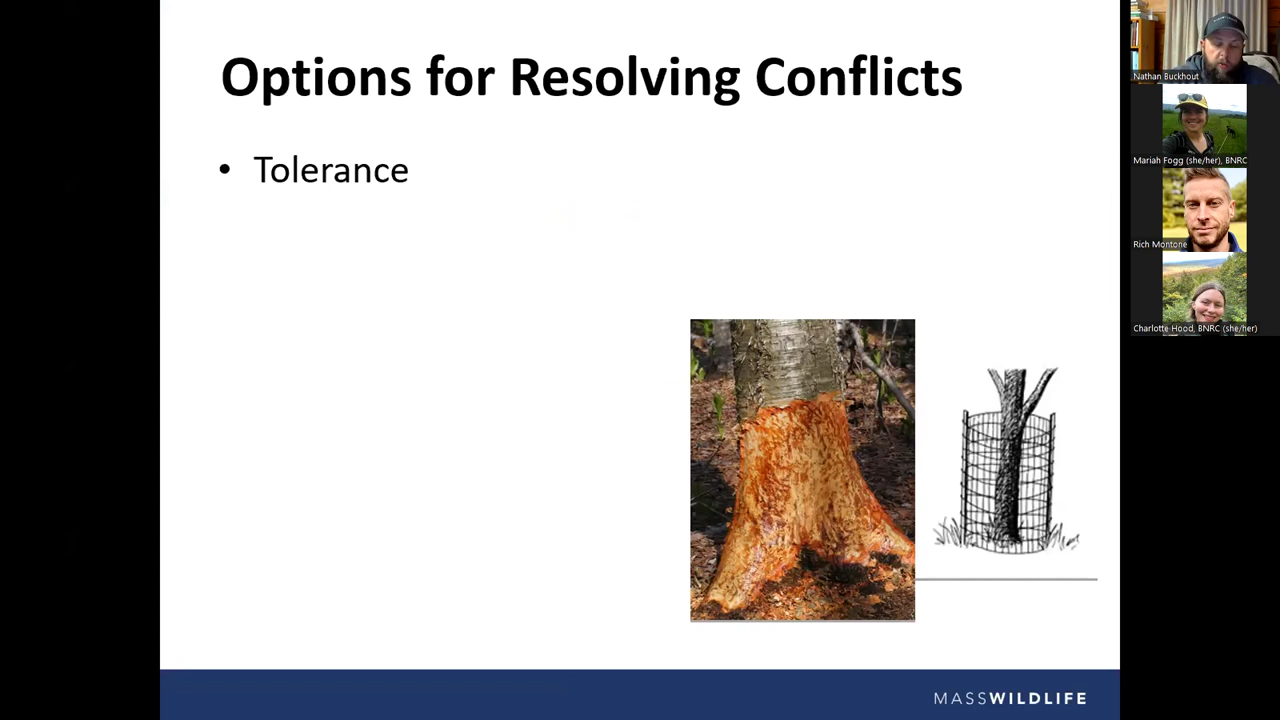 Options for Resolving Conflicts
• Tolerance
MASSWILDLIFE
Nathan Buckhout
Mariah Fogg (she/her), BNRC
Rich Montone
Charlotte Hood, BNRC (she/her)